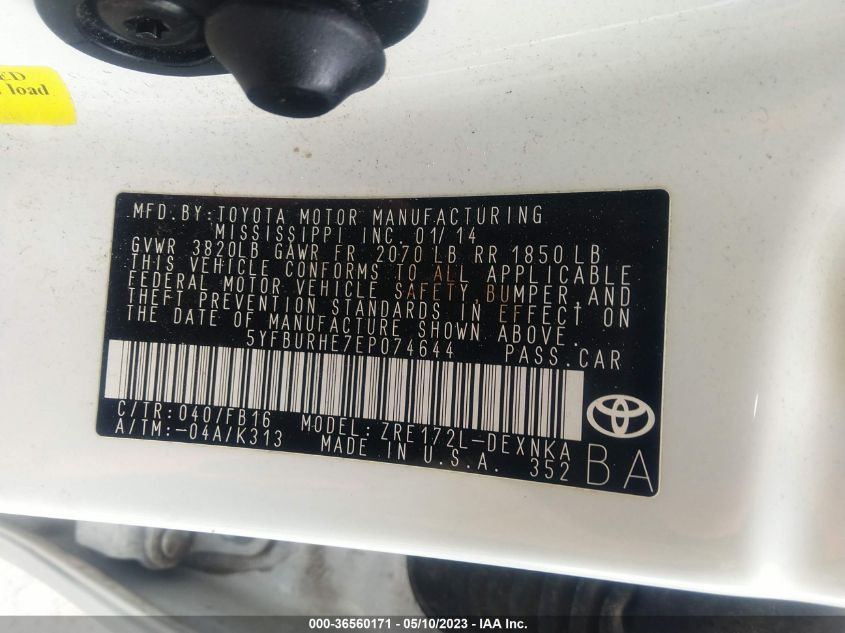 ED
load
MFD. BY: TOYOTA MOTOR MANUFACTURING
MISSISSIPPI INC. 01/14
GVWR 3820LB GAWR FR 2070 LB RR 1850 LB
THIS VEHICLE CONFORMS TO ALL APPLICABLE
FEDERAL MOTOR VEHICLE SAFETY, BUMPER, AND
THEFT PREVENTION STANDARDS IN EFFECT ON
THE DATE OF MANUFACTURE SHOWN ABOVE.
5YFBURHE7EP074644 PASS. CAR
C/TR: 040/FB16 MODEL: ZRE172L-DEXNKA
A/TM: -04A/K313 MADE IN U.S.A. 352 BA
000-36560171 - 05/10/2023 - IAA Inc.